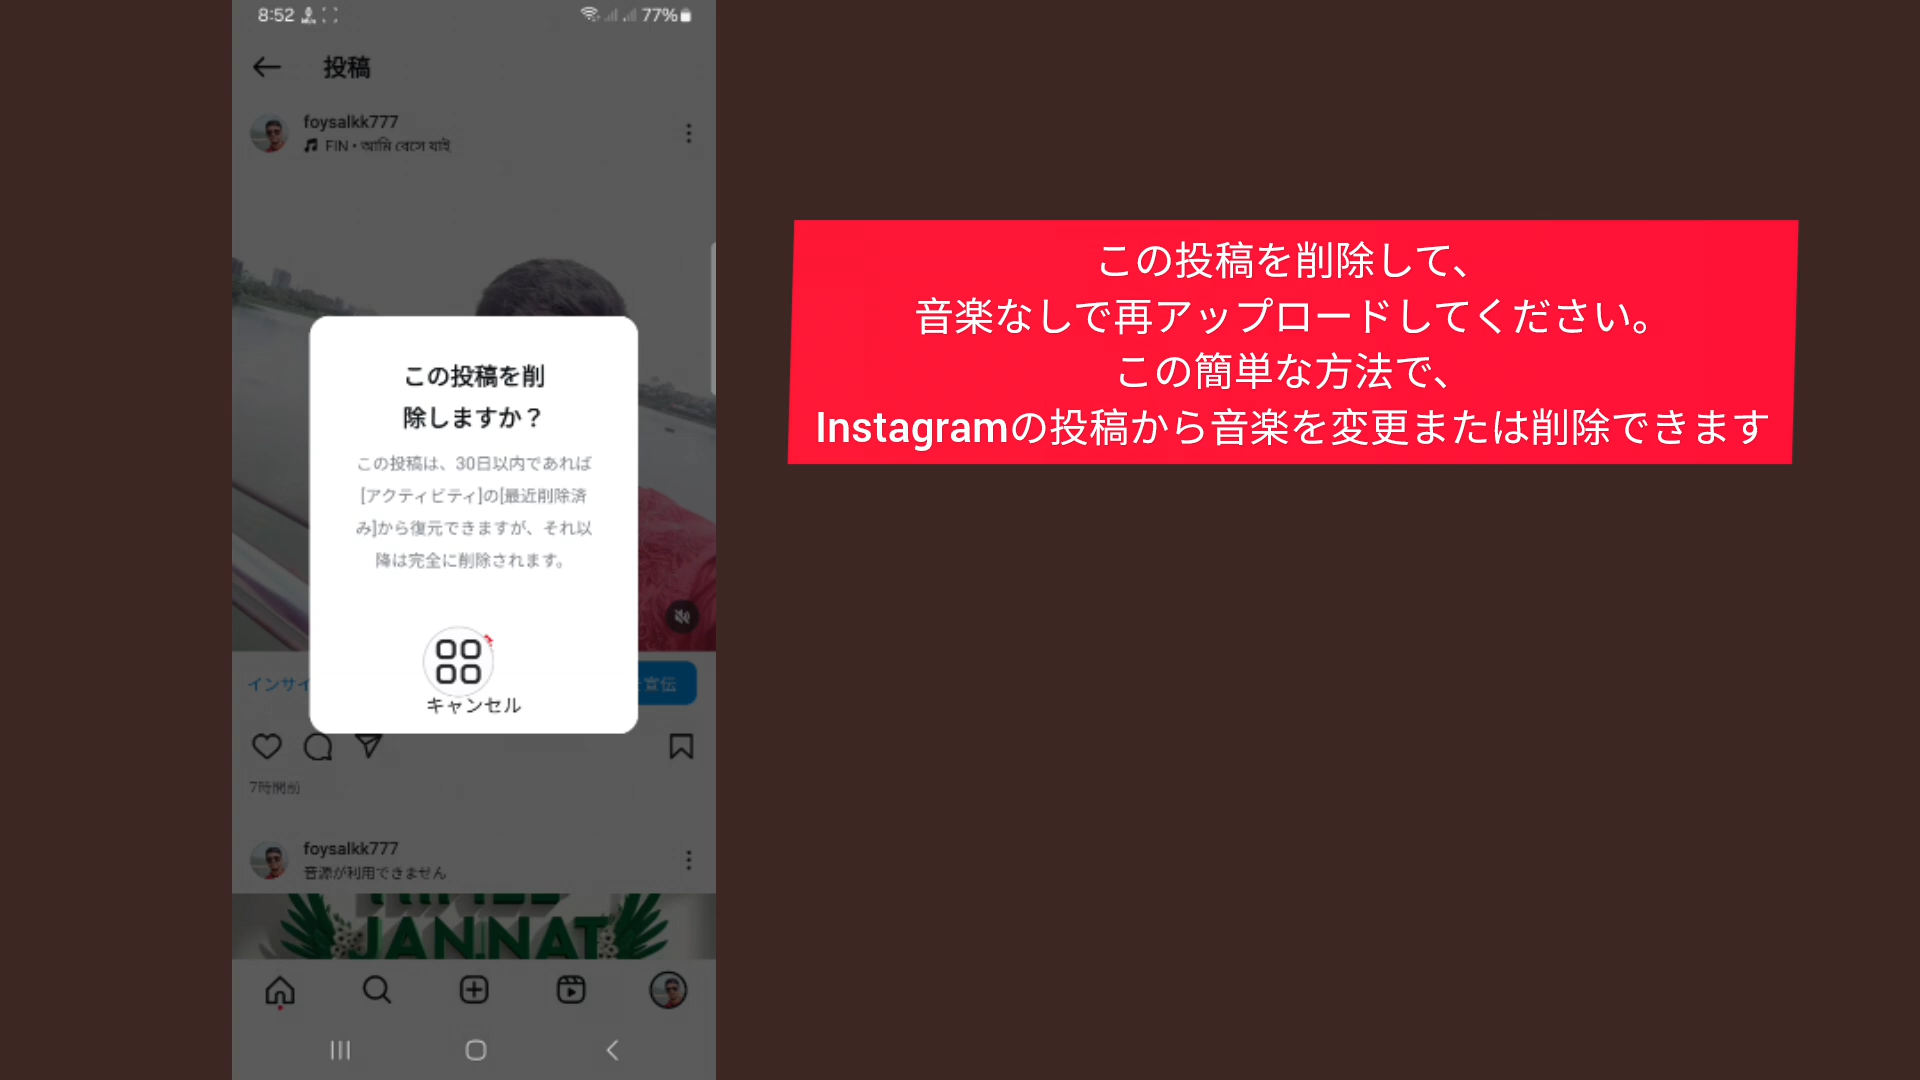 8:52
77%
投稿
foysalkk777
FIN • আমি বেসে যাই
この投稿を削
除しますか？
この投稿は、30日以内であれば
[アクティビティ]の[最近削除済
み]から復元できますが、それ以
降は完全に削除されます。
キャンセル
インサイ
宣伝
7時間前
foysalkk777
音源が利用できません
JANNAT
この投稿を削除して、
音楽なしで再アップロードしてください。
この簡単な方法で、
Instagramの投稿から音楽を変更または削除できます